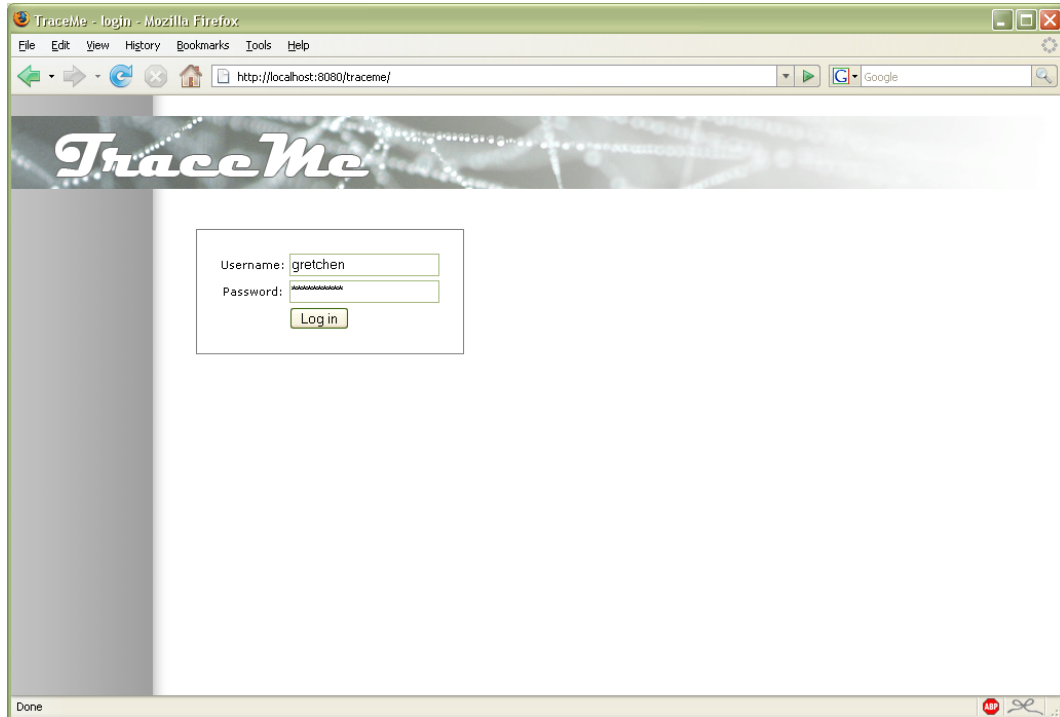 TraceMe - login - Mozilla Firefox
File Edit View History Bookmarks Tools Help
http://localhost:8080/traceme/ G Google
TraceMe
Username: gretchen
Password: **********
Log in
Done ABP